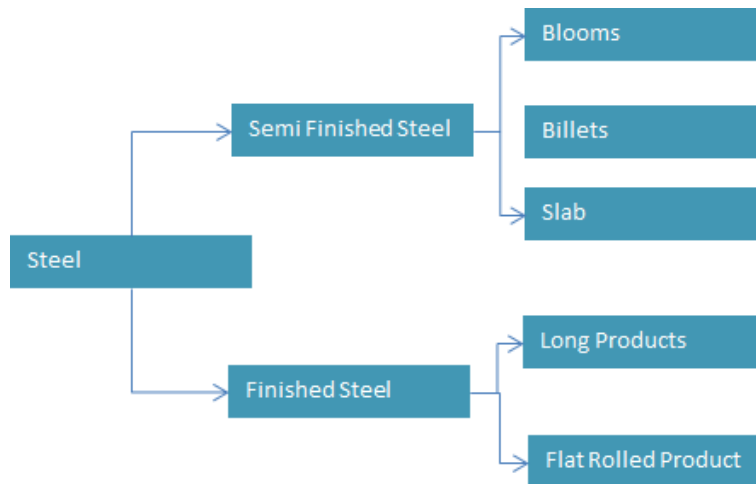 Blooms
Semi Finished Steel
Billets
Slab
Steel
Long Products
Finished Steel
Flat Rolled Product